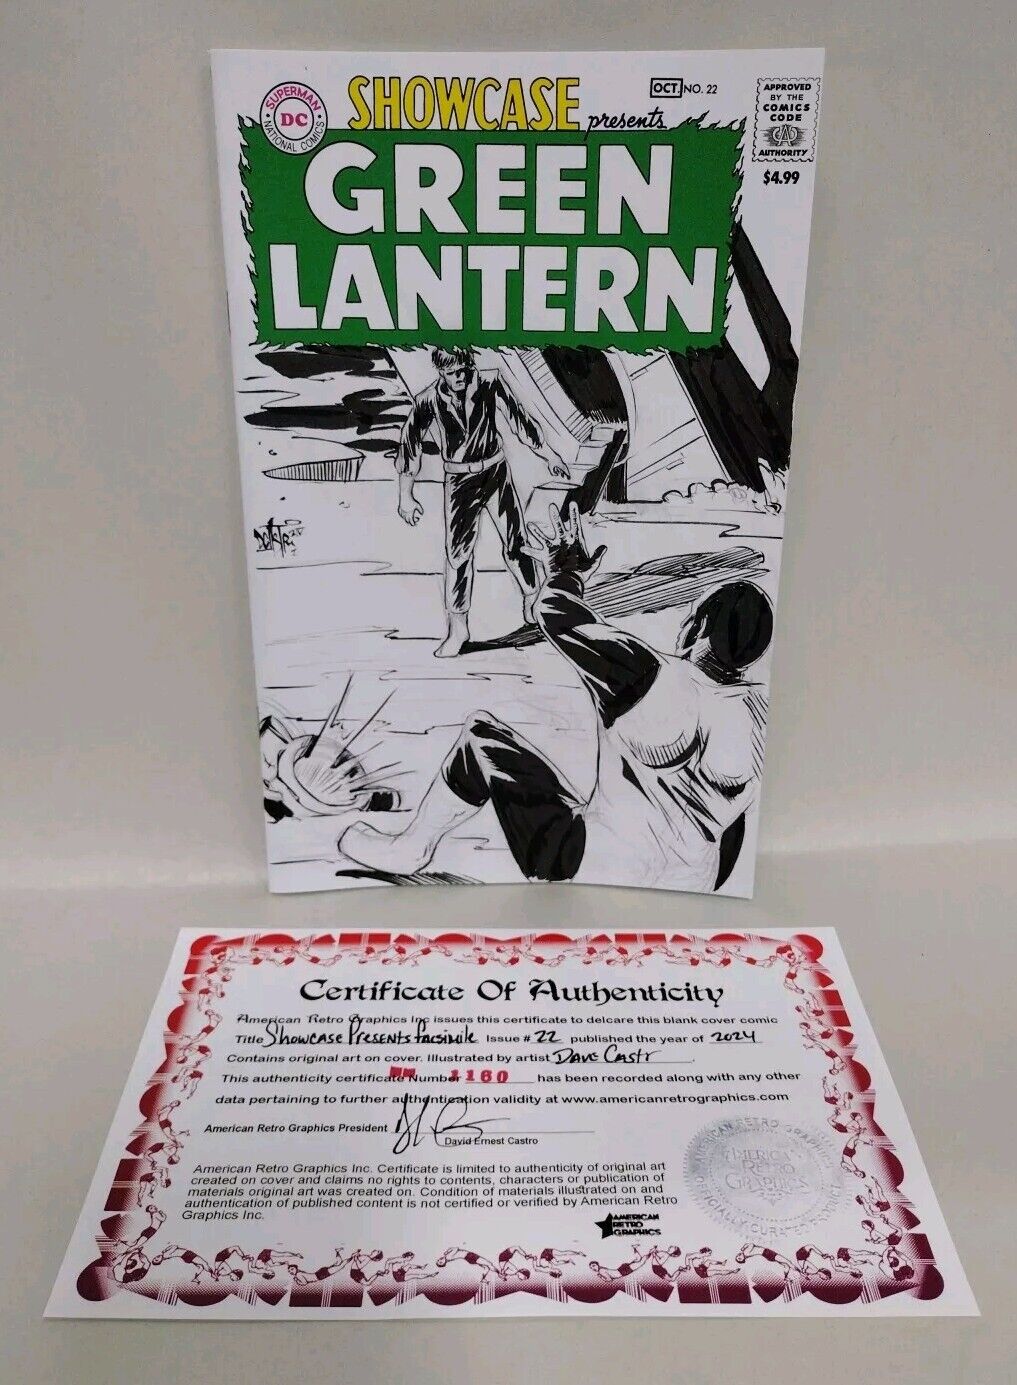 SUPERMAN
DC
NATIONAL COMICS
SHOWCASE
presents
OCT. NO. 22
APPROVED
BY THE
COMICS
CODE
AUTHORITY
$4.99
GREEN
LANTERN
Certificate Of Authenticity
American Retro Graphics Inc issues this certificate to delcare this blank cover comic
Title Showcase Presents facsimile Issue # 22 published the year of 2024
Contains original art on cover. Illustrated by artist Dave Castr
This authenticity certificate Number 1160 has been recorded along with any other
data pertaining to further authentication validity at www.americanretrographics.com
American Retro Graphics President
David Ernest Castro
American Retro Graphics Inc. Certificate is limited to authenticity of original art
created on cover and claims no rights to contents, characters or publication of
materials original art was created on. Condition of materials illustrated on and
authentication of published content is not certified or verified by American Retro
Graphics Inc.
AMERICAN
RETRO
GRAPHICS
AMERICAN RETRO GRAPHICS
AMERICAN
RETRO
GRAPHICS